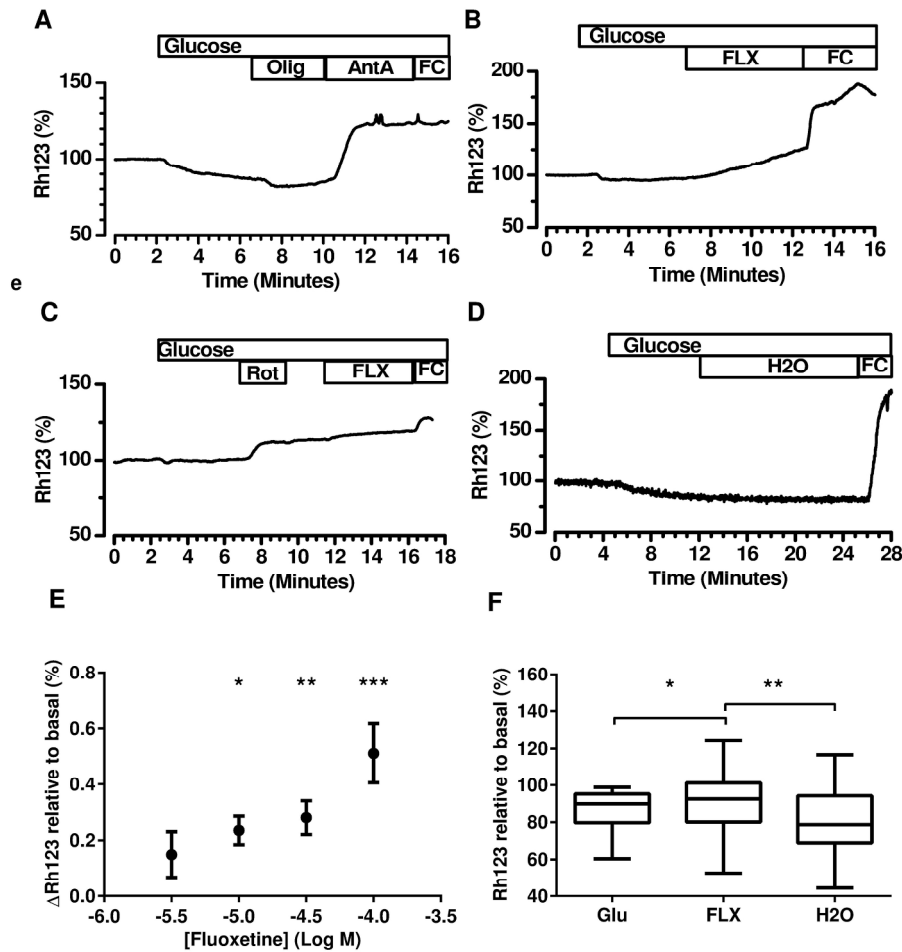 A
Glucose
Olig AntA FC
150
100
50
Rh123 (%)
0 2 4 6 8 10 12 14 16
Time (Minutes)
B
Glucose
FLX FC
200
150
100
50
Rh123 (%)
0 2 4 6 8 10 12 14 16
Time (Minutes)
e
C
Glucose
Rot FLX FC
150
100
50
Rh123 (%)
0 2 4 6 8 10 12 14 16 18
Time (Minutes)
D
Glucose
H2O FC
200
150
100
50
Rh123 (%)
0 4 8 12 16 20 24 28
Time (Minutes)
E
ΔRh123 relative to basal (%)
0.8
0.6
0.4
0.2
0.0
* ** ***
-6.0 -5.5 -5.0 -4.5 -4.0 -3.5
[Fluoxetine] (Log M)
F
Rh123 relative to basal (%)
160
140
120
100
80
60
40
* **
Glu FLX H2O